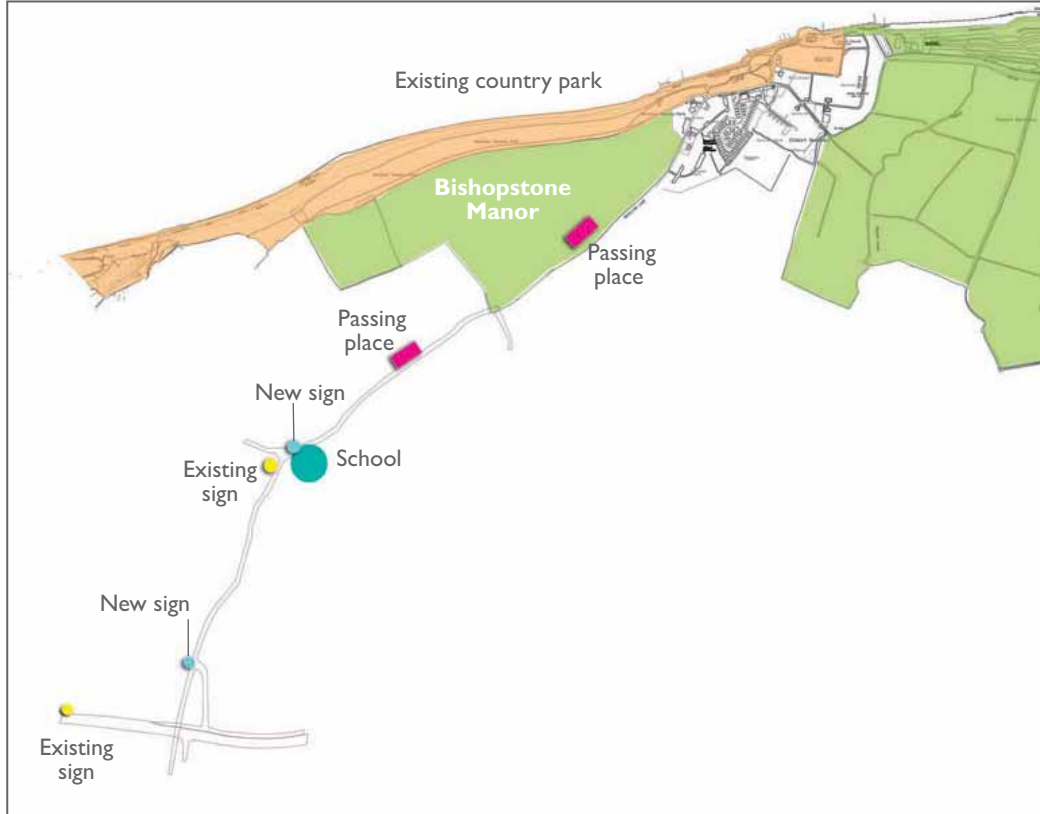 Existing country park
Bishopstone
Manor
Passing
place
Passing
place
New sign
School
Existing
sign
New sign
Existing
sign